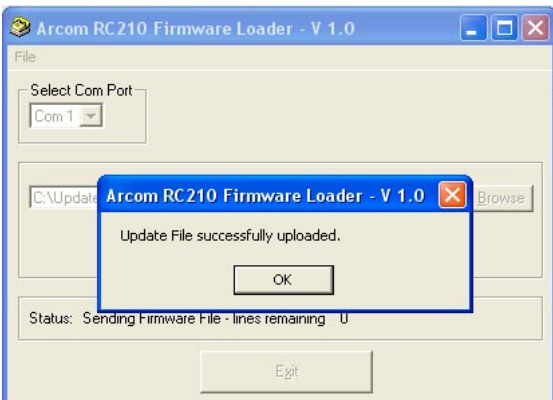 Arcom RC210 Firmware Loader - V 1.0
File
Select Com Port
Com 1
C:\Update
Browse
Arcom RC210 Firmware Loader - V 1.0
Update File successfully uploaded.
OK
Status: Sending Firmware File - lines remaining 0
Exit